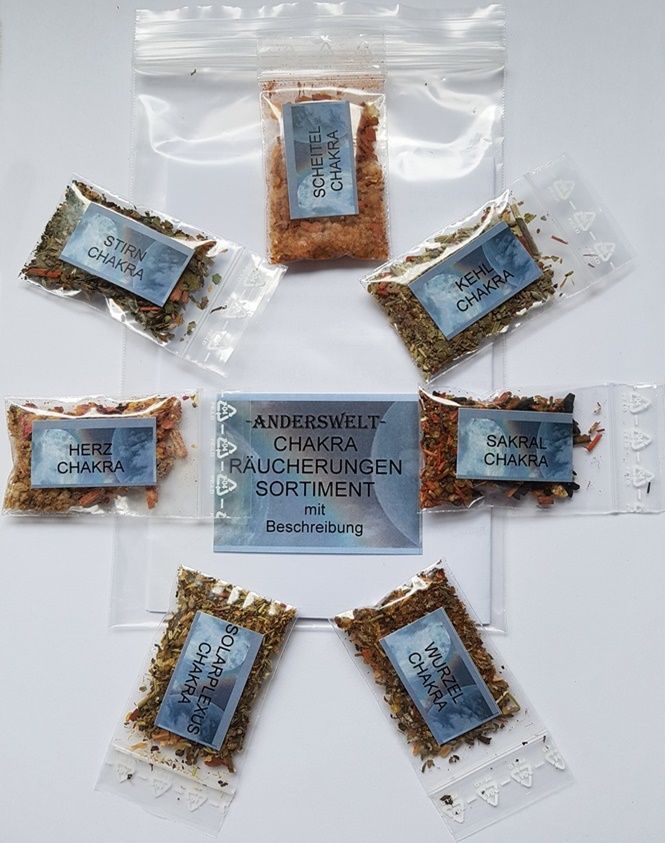 SCHEITEL
CHAKRA
STIRN
CHAKRA
KEHL
CHAKRA
HERZ
CHAKRA
-ANDERSWELT-
CHAKRA
RÄUCHERUNGEN
SORTIMENT
mit
Beschreibung
SAKRAL
CHAKRA
SOLARPLEXUS
CHAKRA
WURZEL
CHAKRA